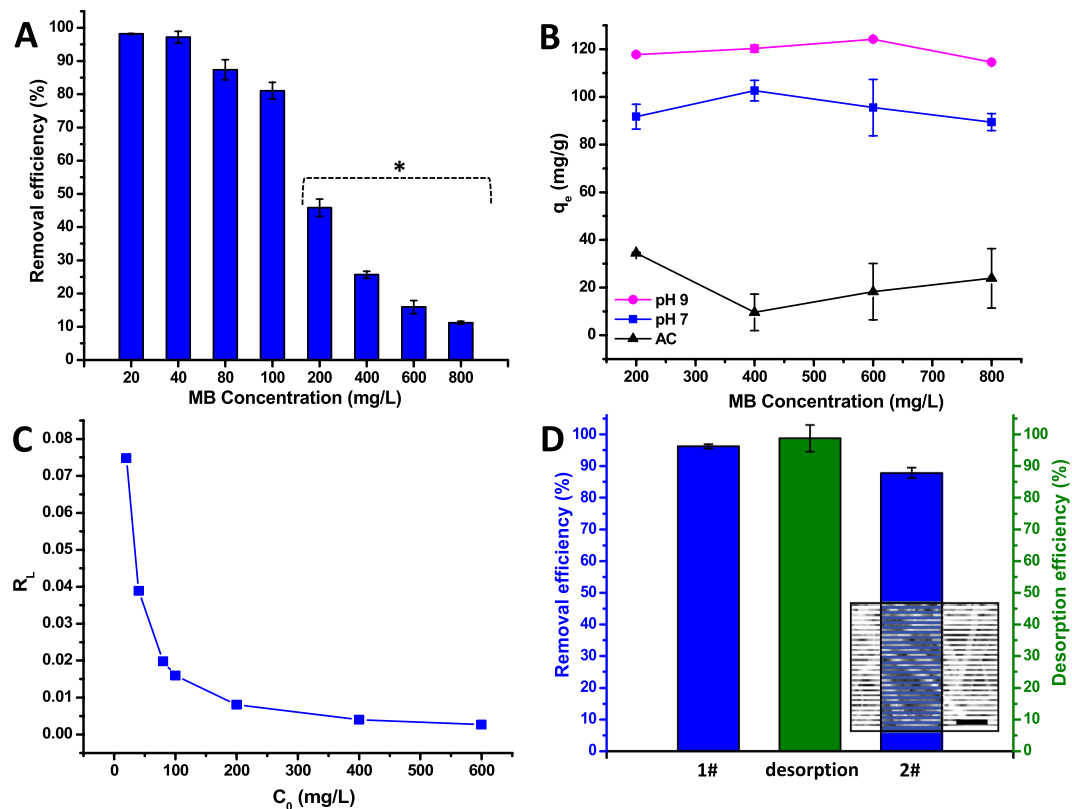 A
Removal efficiency (%)
100
90
80
70
60
50
40
30
20
10
0
*
20 40 80 100 200 400 600 800
MB Concentration (mg/L)
B
qe (mg/g)
120
100
80
60
40
20
0
pH 9
pH 7
AC
200 300 400 500 600 700 800
MB Concentration (mg/L)
C
RL
0.08
0.07
0.06
0.05
0.04
0.03
0.02
0.01
0.00
0 100 200 300 400 500 600
C0 (mg/L)
D
Removal efficiency (%)
100
90
80
70
60
50
40
30
20
10
0
1# desorption 2#
100
90
80
70
60
50
40
30
20
10
0
Desorption efficiency (%)